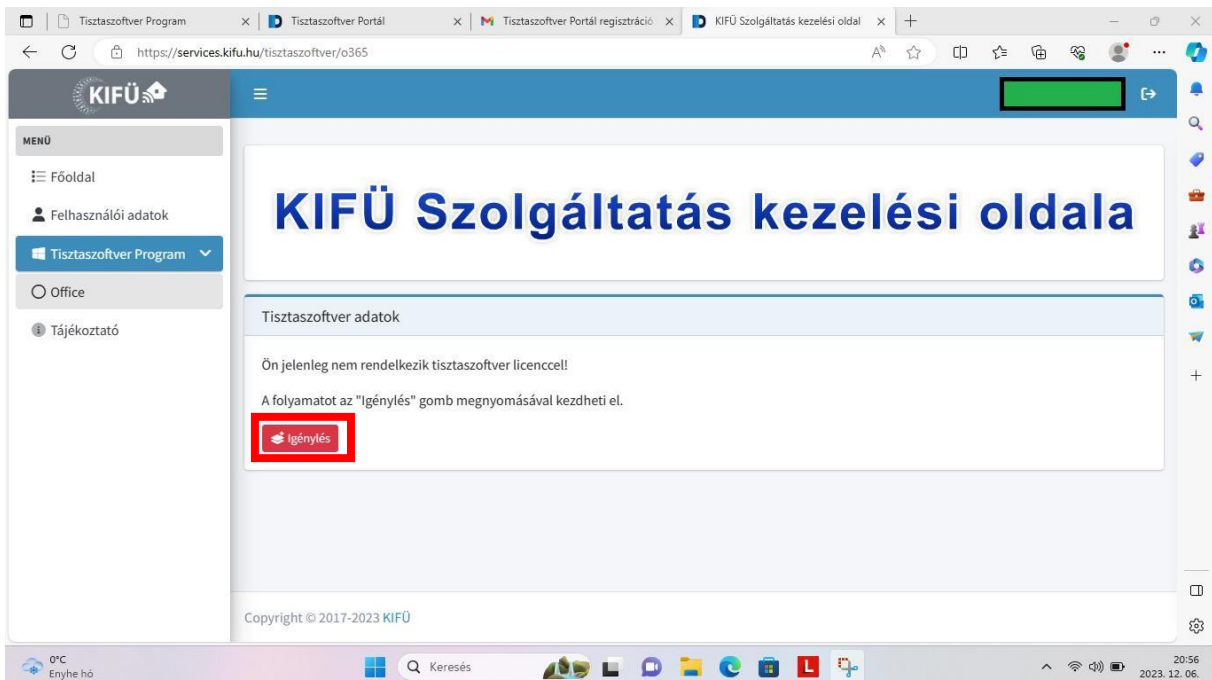 Tisztaszoftver Program
Tisztaszoftver Portál
Tisztaszoftver Portál regisztráció
KIFÜ Szolgáltatás kezelési oldal
https://services.kifu.hu/tisztaszoftver/o365
KIFÜ
MENÜ
Főoldal
Felhasználói adatok
Tisztaszoftver Program
Office
Tájékoztató
KIFÜ Szolgáltatás kezelési oldala
Tisztaszoftver adatok
Ön jelenleg nem rendelkezik tisztaszoftver licenccel!
A folyamatot az "Igénylés" gomb megnyomásával kezdheti el.
Igénylés
Copyright © 2017-2023 KIFÜ
0°C
Enyhe hó
Keresés
20:56
2023. 12. 06.